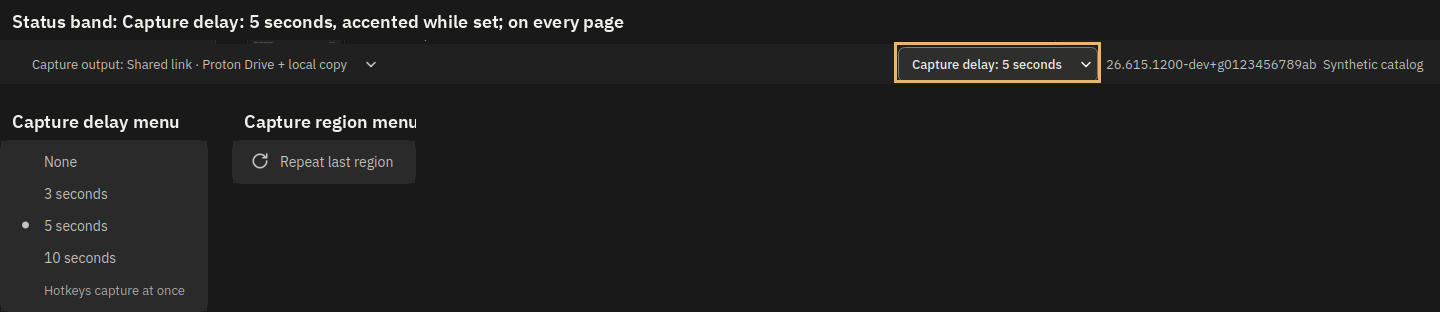 Status band: Capture delay: 5 seconds, accented while set; on every page
Capture output: Shared link · Proton Drive + local copy
Capture delay: 5 seconds
26.615.1200-dev+g0123456789ab Synthetic catalog
Capture delay menu
None
3 seconds
5 seconds
10 seconds
Hotkeys capture at once
Capture region menu
Repeat last region